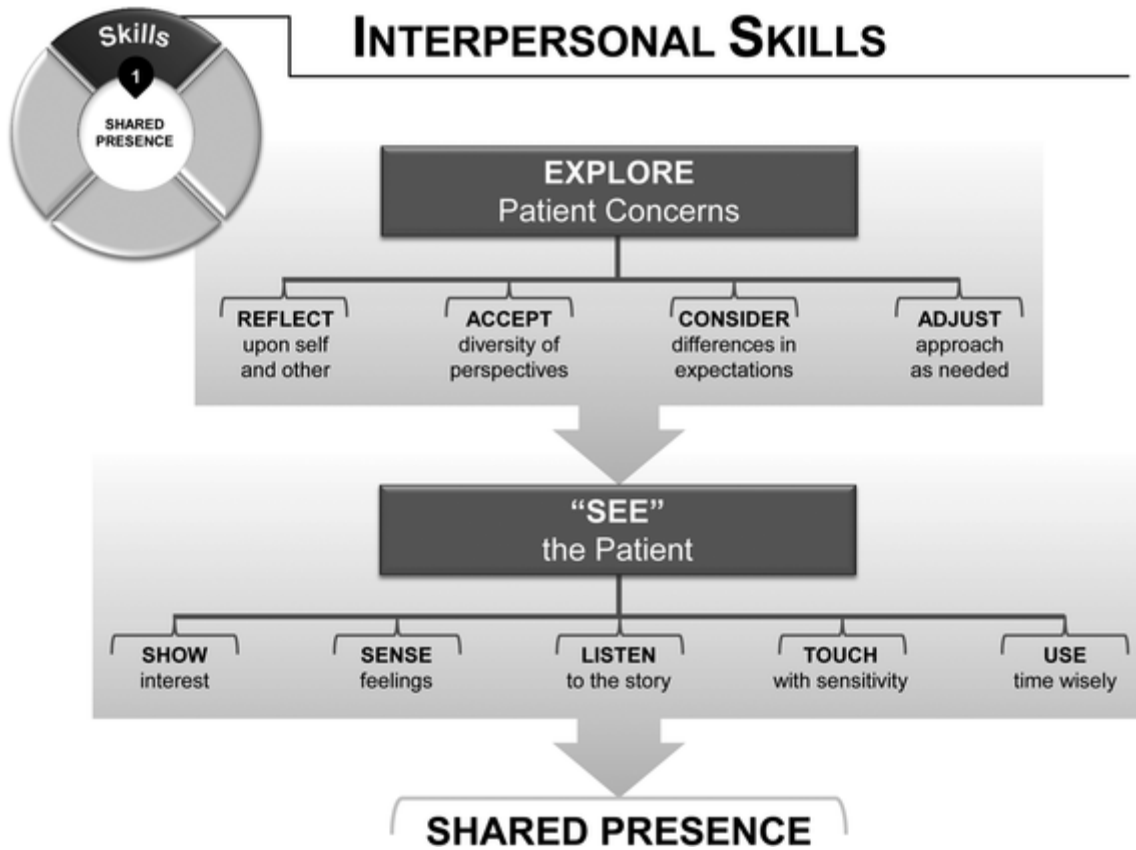 Skills
1
SHARED
PRESENCE
INTERPERSONAL SKILLS
EXPLORE
Patient Concerns
REFLECT
upon self
and other
ACCEPT
diversity of
perspectives
CONSIDER
differences in
expectations
ADJUST
approach
as needed
“SEE”
the Patient
SHOW
interest
SENSE
feelings
LISTEN
to the story
TOUCH
with sensitivity
USE
time wisely
SHARED PRESENCE